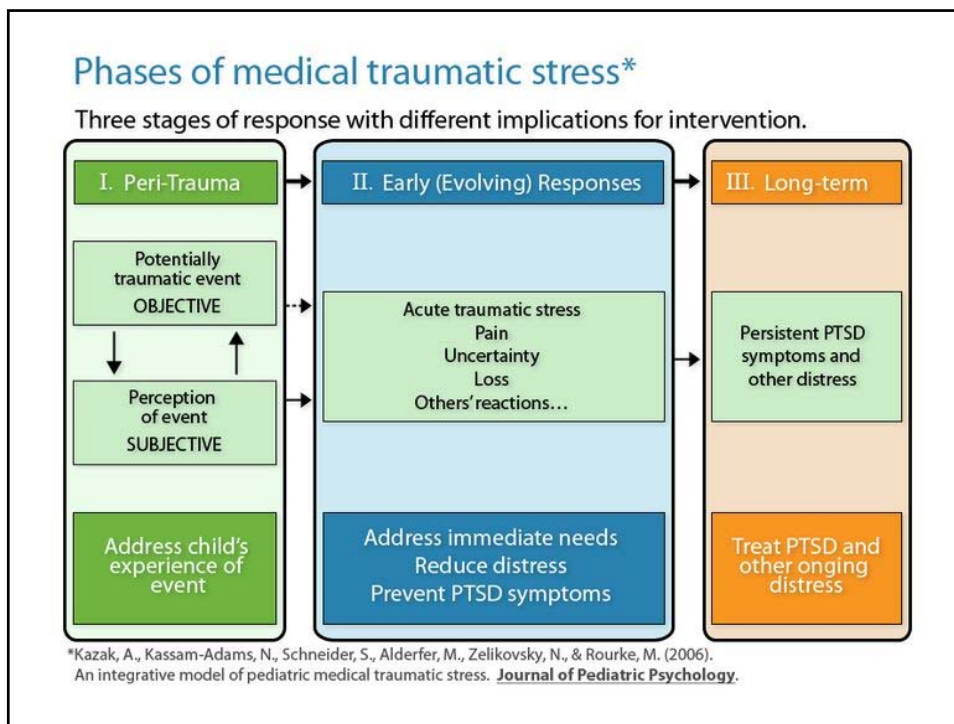 Phases of medical traumatic stress*
Three stages of response with different implications for intervention.
I. Peri-Trauma
Potentially
traumatic event
OBJECTIVE
Perception
of event
SUBJECTIVE
Address child's
experience of
event
II. Early (Evolving) Responses
Acute traumatic stress
Pain
Uncertainty
Loss
Others' reactions…
Address immediate needs
Reduce distress
Prevent PTSD symptoms
III. Long-term
Persistent PTSD
symptoms and
other distress
Treat PTSD and
other onging
distress
*Kazak, A., Kassam-Adams, N., Schneider, S., Alderfer, M., Zelikovsky, N., & Rourke, M. (2006).
An integrative model of pediatric medical traumatic stress. Journal of Pediatric Psychology.